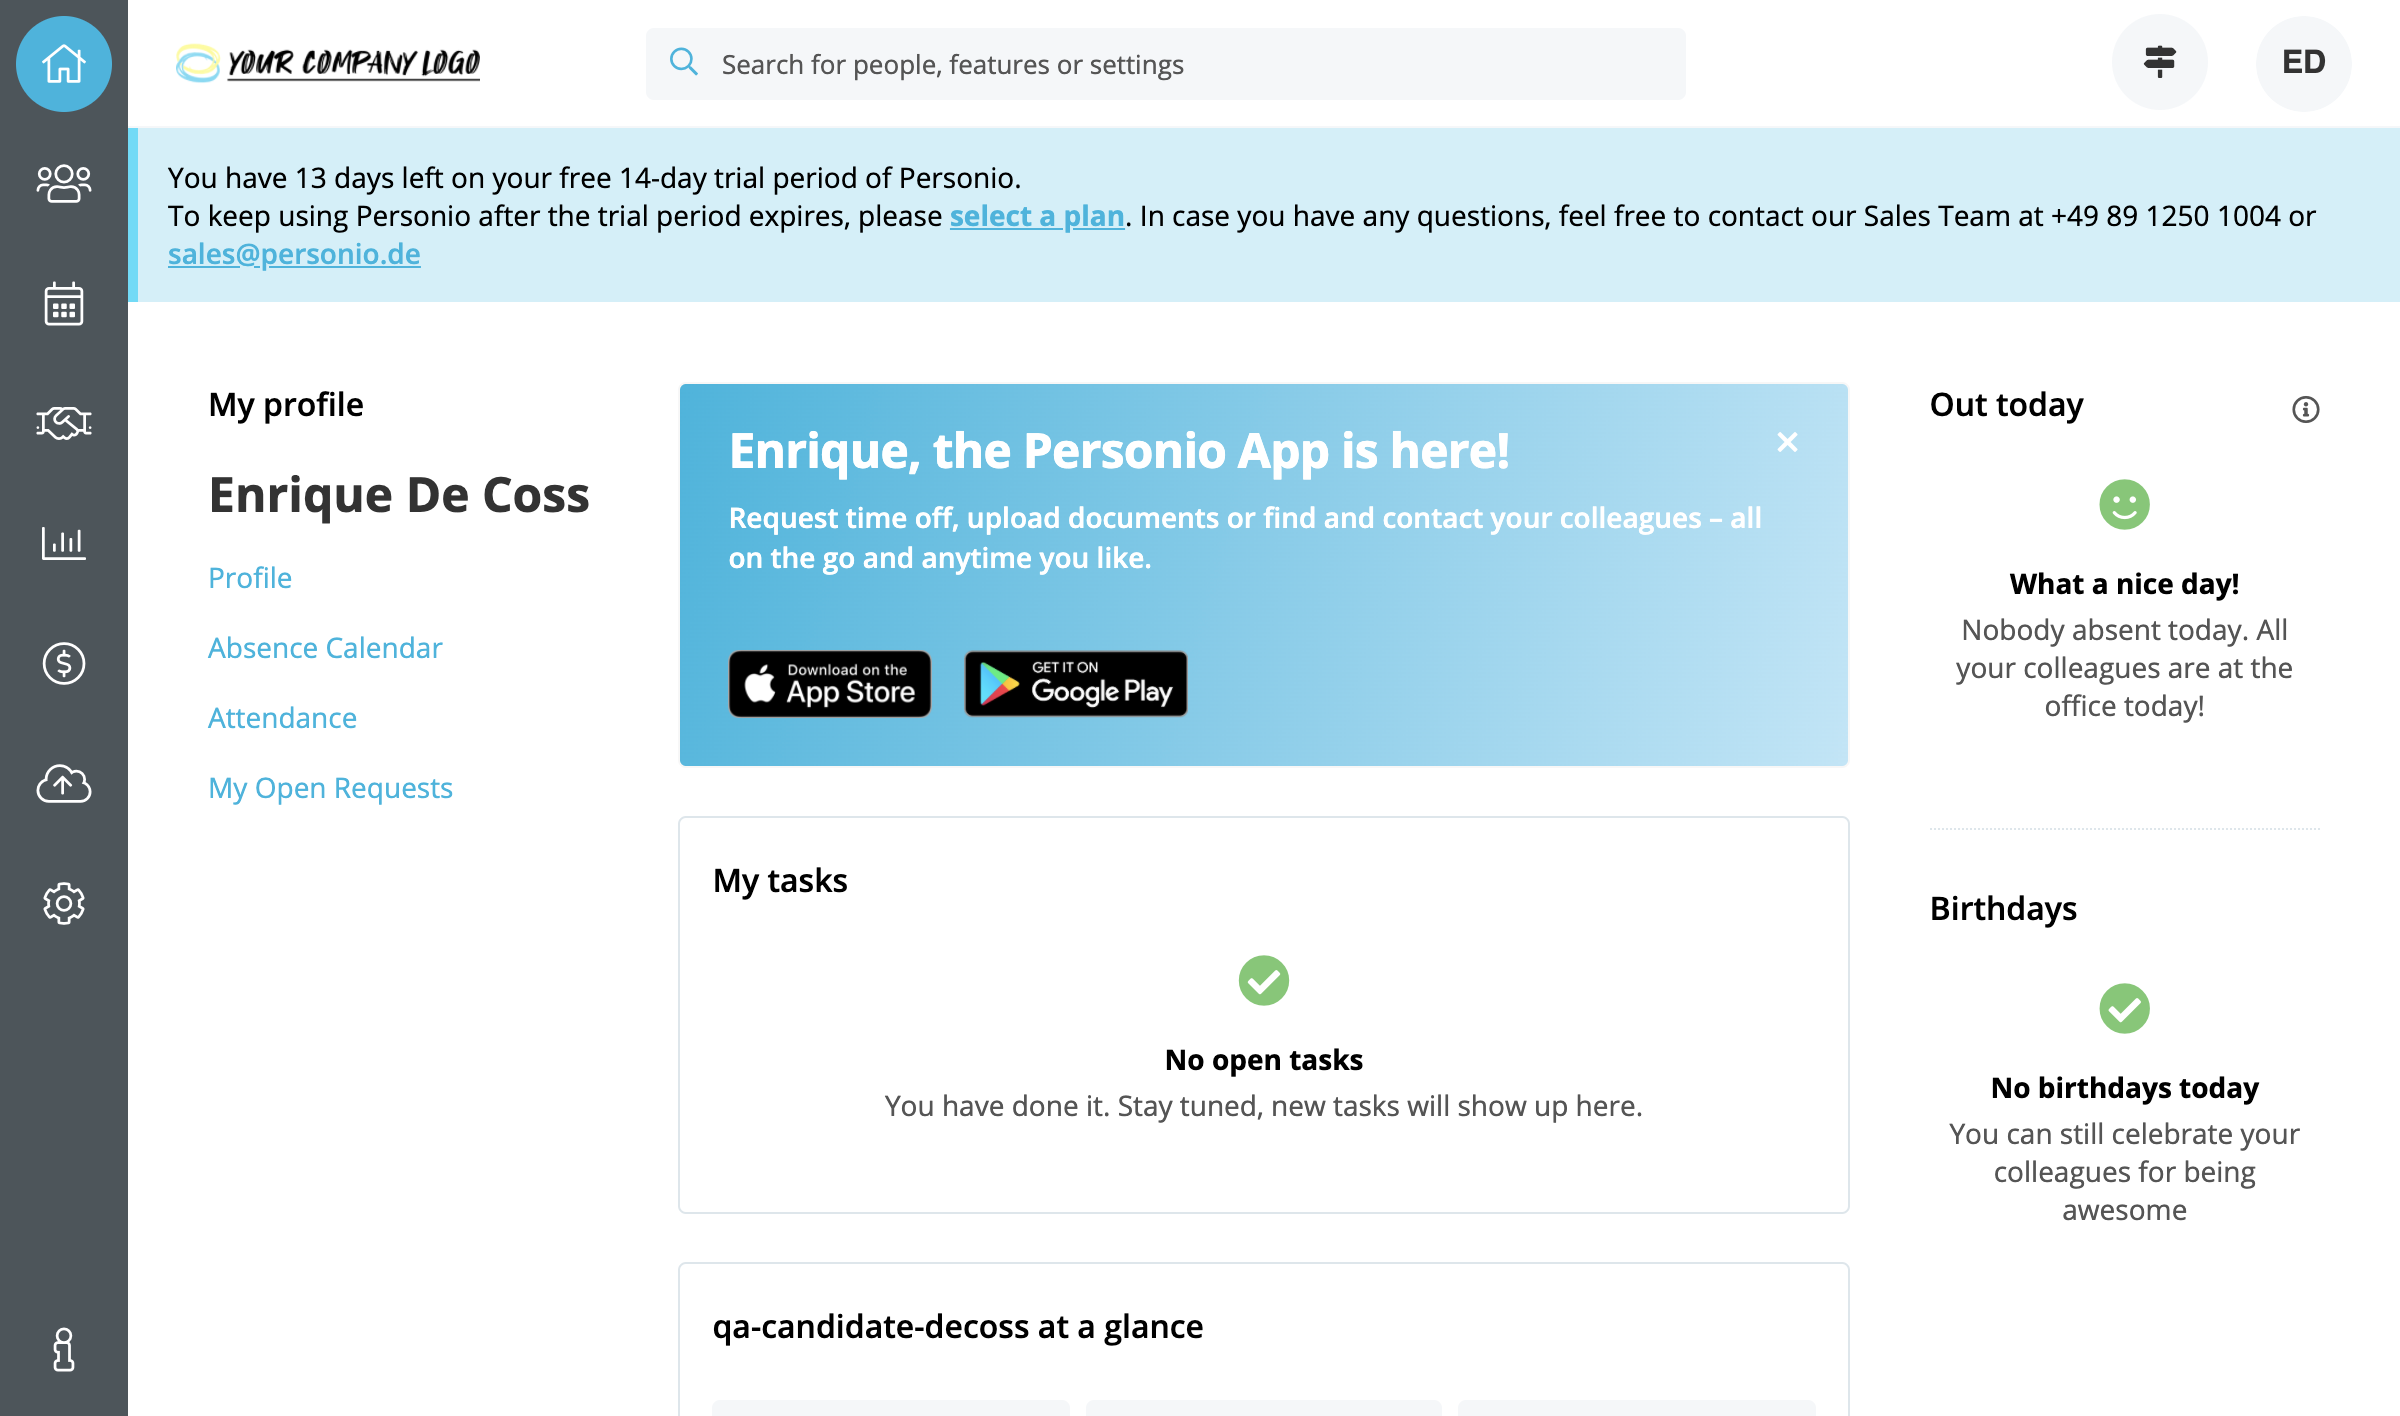 YOUR COMPANY LOGO
Search for people, features or settings
ED
You have 13 days left on your free 14-day trial period of Personio.
To keep using Personio after the trial period expires, please select a plan. In case you have any questions, feel free to contact our Sales Team at +49 89 1250 1004 or
sales@personio.de
My profile
Enrique De Coss
Profile
Absence Calendar
Attendance
My Open Requests
Enrique, the Personio App is here!
Request time off, upload documents or find and contact your colleagues – all
on the go and anytime you like.
Download on the
App Store
GET IT ON
Google Play
My tasks
No open tasks
You have done it. Stay tuned, new tasks will show up here.
qa-candidate-decoss at a glance
Out today
What a nice day!
Nobody absent today. All
your colleagues are at the
office today!
Birthdays
No birthdays today
You can still celebrate your
colleagues for being
awesome